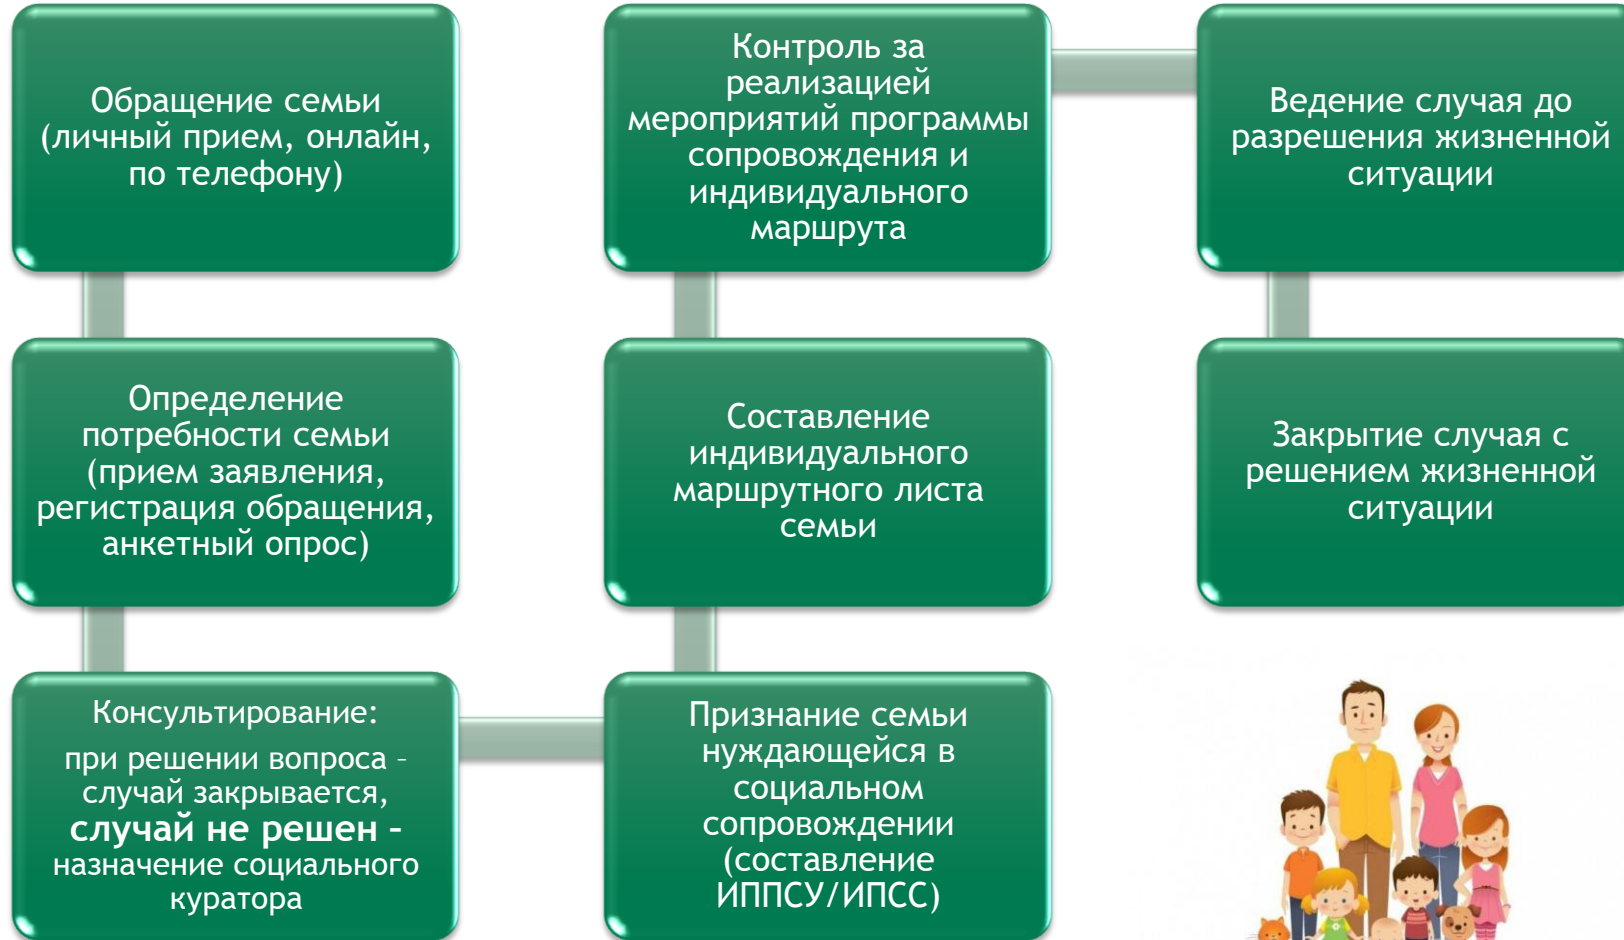 Обращение семьи
(личный прием, онлайн,
по телефону)
Определение
потребности семьи
(прием заявления,
регистрация обращения,
анкетный опрос)
Консультирование:
при решении вопроса –
случай закрывается,
случай не решен –
назначение социального
куратора
Признание семьи
нуждающейся в
социальном
сопровождении
(составление
ИППСУ/ИПСС)
Составление
индивидуального
маршрутного листа
семьи
Контроль за
реализацией
мероприятий программы
сопровождения и
индивидуального
маршрута
Ведение случая до
разрешения жизненной
ситуации
Закрытие случая с
решением жизненной
ситуации